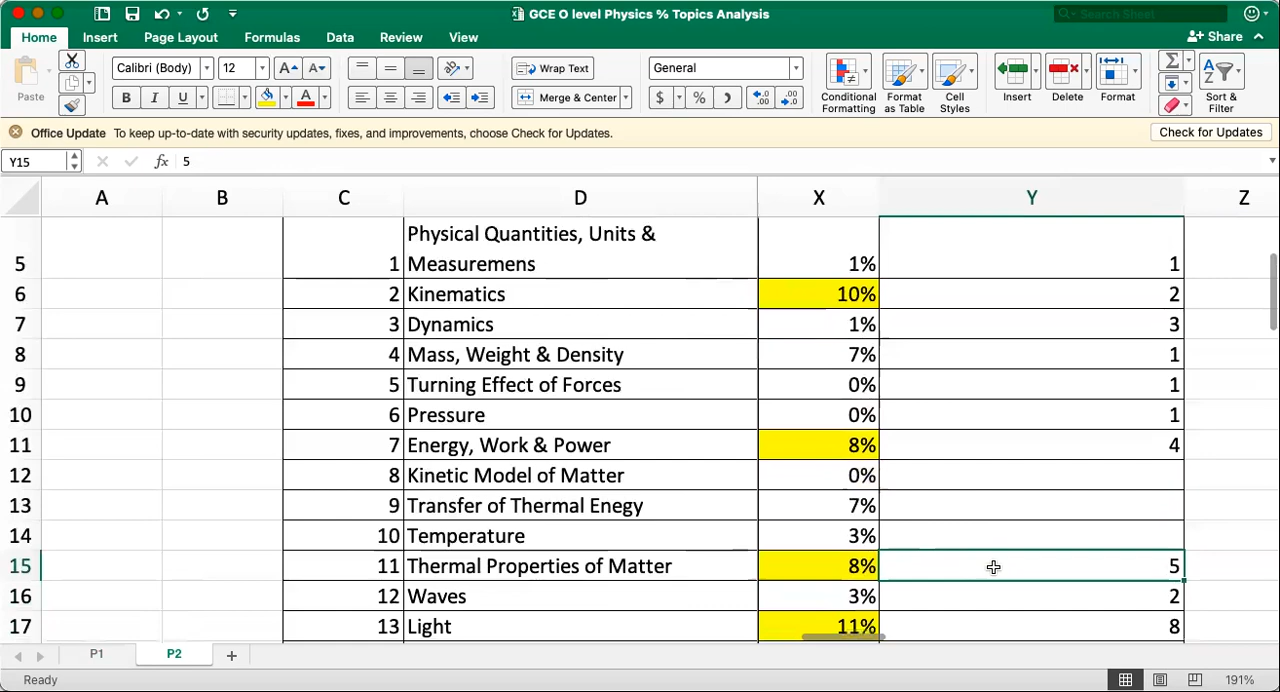 GCE O level Physics % Topics Analysis
Search Sheet
Home Insert Page Layout Formulas Data Review View
Share
Paste
Calibri (Body) 12 A A
B I U A
Wrap Text
Merge & Center
General
$ % .0 .00 .00 .0
Conditional
Formatting
Format
as Table
Cell
Styles
Insert
Delete
Format
Sort &
Filter
Office Update To keep up-to-date with security updates, fixes, and improvements, choose Check for Updates. Check for Updates
Y15 fx 5
A B C D X Y Z
Physical Quantities, Units &
5 1 Measuremens 1% 1
6 2 Kinematics 10% 2
7 3 Dynamics 1% 3
8 4 Mass, Weight & Density 7% 1
9 5 Turning Effect of Forces 0% 1
10 6 Pressure 0% 1
11 7 Energy, Work & Power 8% 4
12 8 Kinetic Model of Matter 0%
13 9 Transfer of Thermal Enegy 7%
14 10 Temperature 3%
15 11 Thermal Properties of Matter 8% 5
16 12 Waves 3% 2
17 13 Light 11% 8
P1 P2
Ready 191%